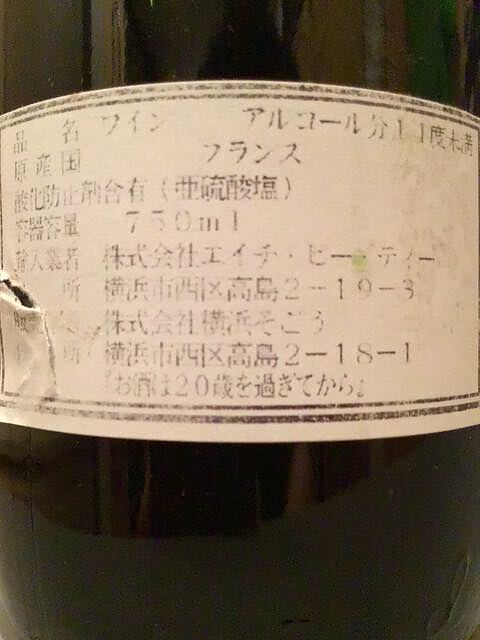 品名 ワイン アルコール分11度未満
原産国 フランス
酸化防止剤含有(亜硫酸塩)
容器容量 750ml
輸入業者 株式会社エイチ・ビー ティー
所 横浜市西区高島2-19-3
株式会社横浜そごう
所 横浜市西区高島2-18-1
『お酒は20歳を過ぎてから』